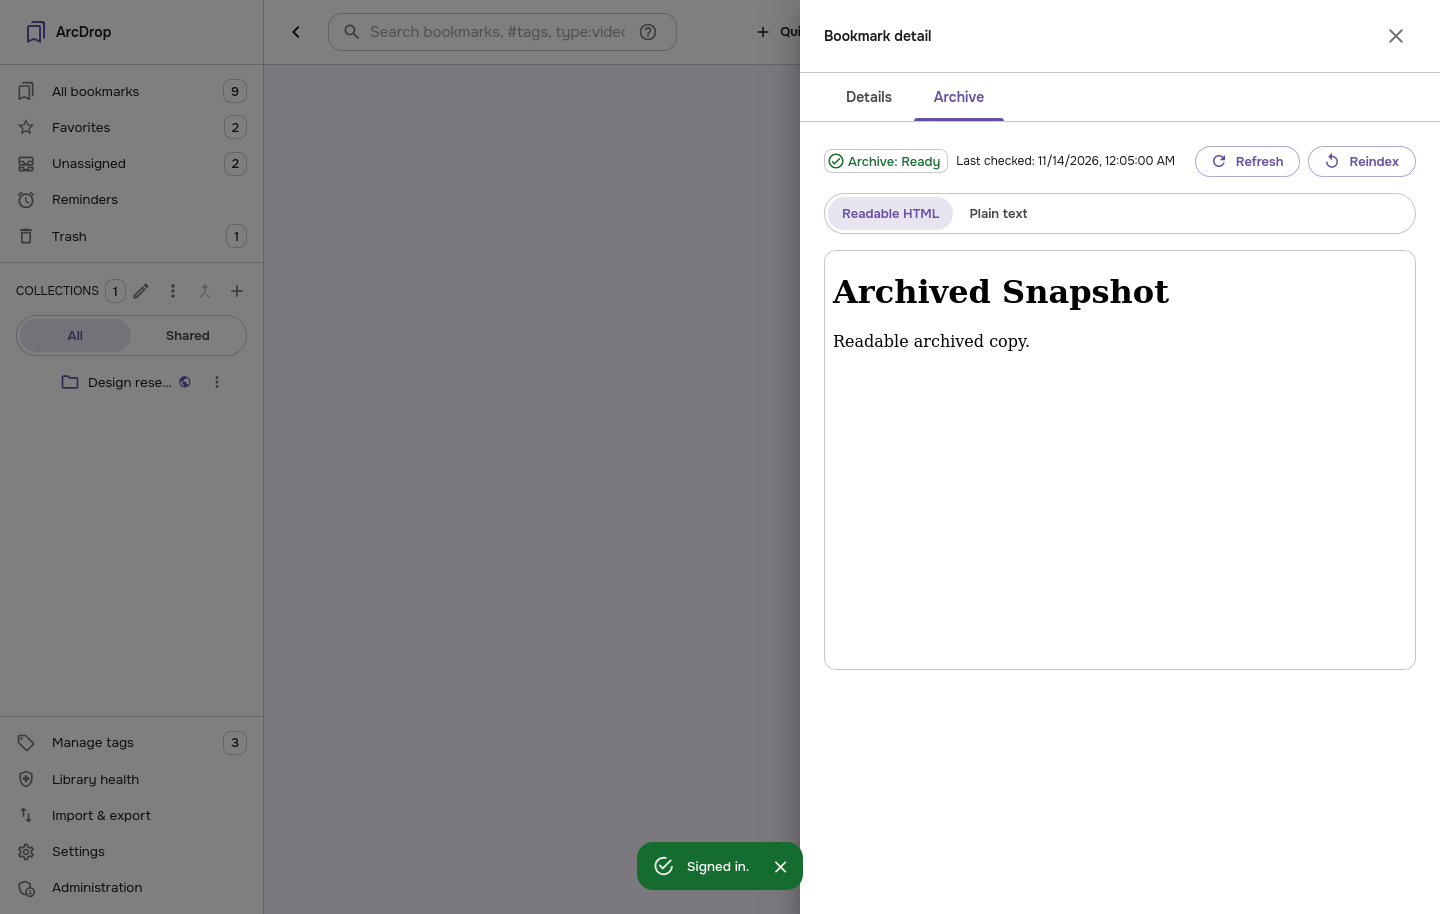 ArcDrop
Search bookmarks, #tags, type:video
Qui
All bookmarks 9
Favorites 2
Unassigned 2
Reminders
Trash 1
COLLECTIONS 1
All Shared
Design rese...
Manage tags 3
Library health
Import & export
Settings
Administration
Signed in.
Bookmark detail
Details Archive
Archive: Ready Last checked: 11/14/2026, 12:05:00 AM Refresh Reindex
Readable HTML Plain text
Archived Snapshot
Readable archived copy.